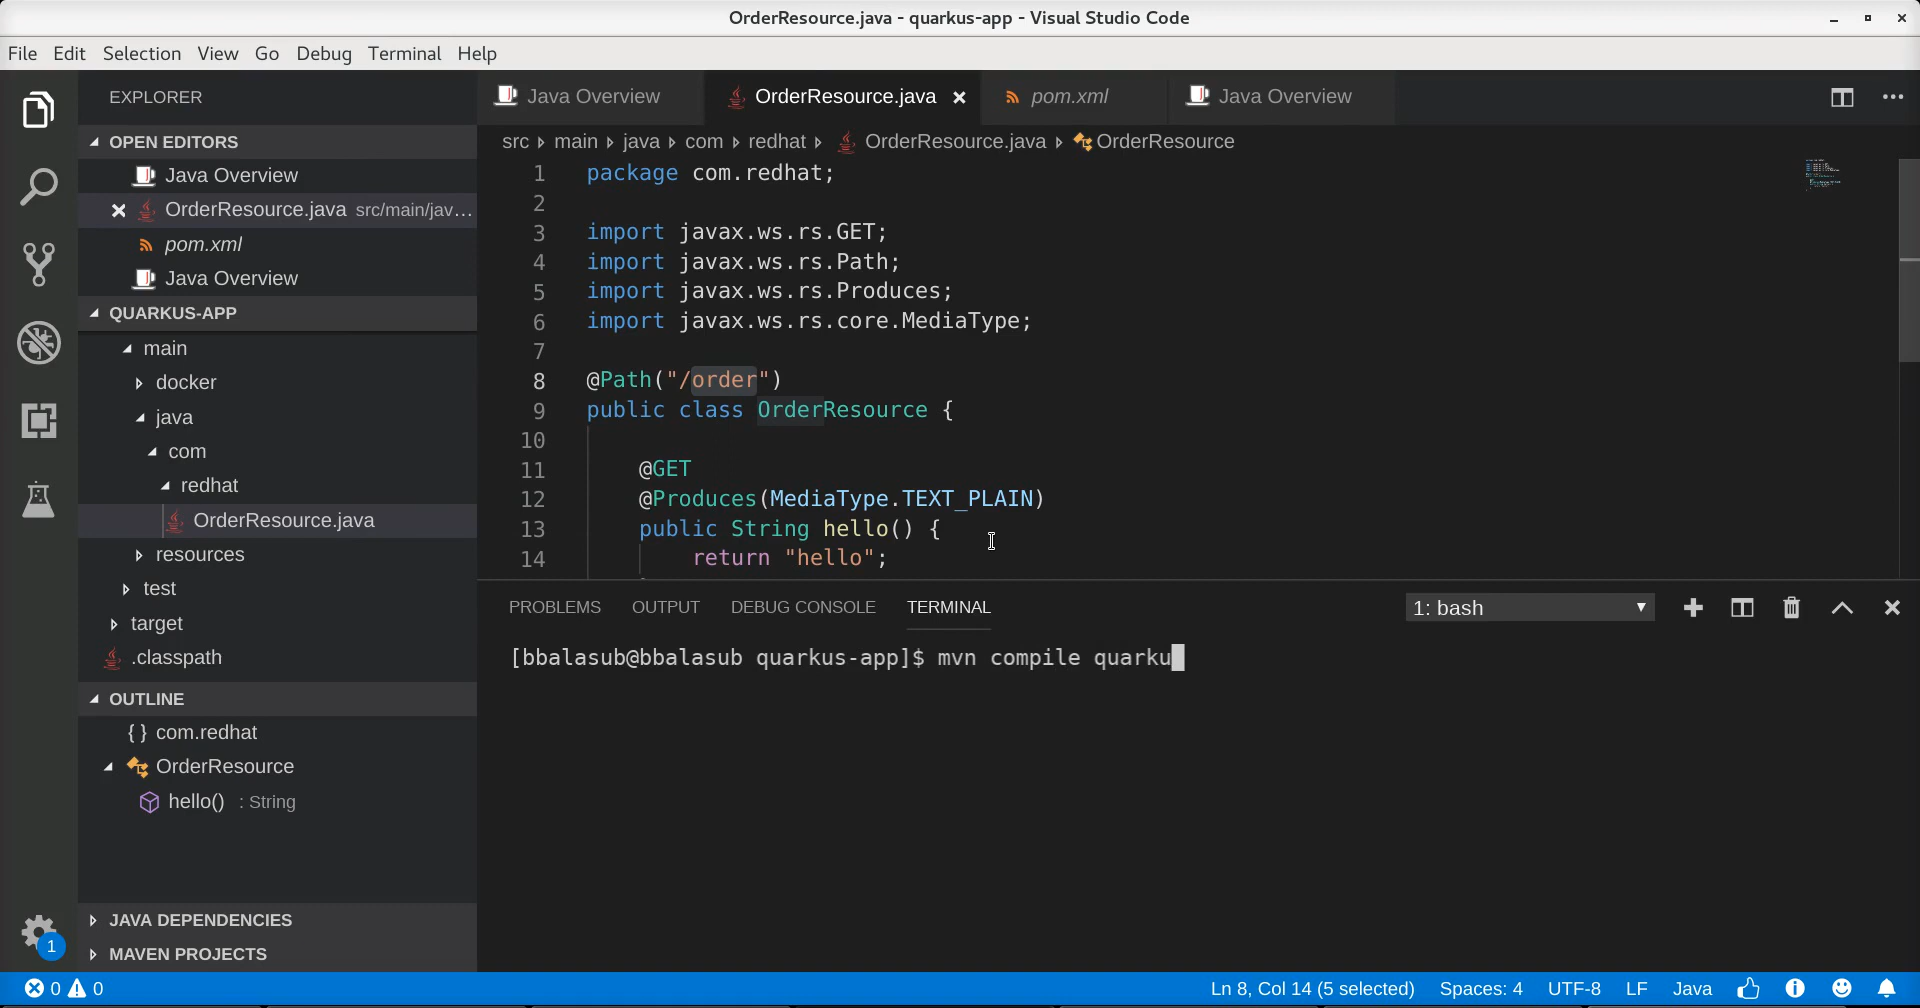 OrderResource.java - quarkus-app - Visual Studio Code
File Edit Selection View Go Debug Terminal Help
EXPLORER
OPEN EDITORS
Java Overview
OrderResource.java src/main/jav...
pom.xml
Java Overview
QUARKUS-APP
main
docker
java
com
redhat
OrderResource.java
resources
test
target
.classpath
OUTLINE
{ } com.redhat
OrderResource
hello() : String
JAVA DEPENDENCIES
MAVEN PROJECTS
1
Java Overview OrderResource.java pom.xml Java Overview
src main java com redhat OrderResource.java OrderResource
1 package com.redhat;
2
3 import javax.ws.rs.GET;
4 import javax.ws.rs.Path;
5 import javax.ws.rs.Produces;
6 import javax.ws.rs.core.MediaType;
7
8 @Path("/order")
9 public class OrderResource {
10
11 @GET
12 @Produces(MediaType.TEXT_PLAIN)
13 public String hello() {
14 return "hello";
PROBLEMS OUTPUT DEBUG CONSOLE TERMINAL 1: bash
[bbalasub@bbalasub quarkus-app]$ mvn compile quarku
0 0 Ln 8, Col 14 (5 selected) Spaces: 4 UTF-8 LF Java